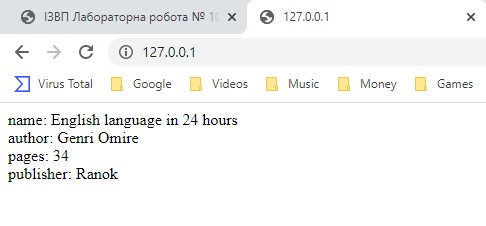 ІЗВП Лабораторна робота № 10
127.0.0.1
127.0.0.1
Virus Total Google Videos Music Money Games
name: English language in 24 hours
author: Genri Omire
pages: 34
publisher: Ranok